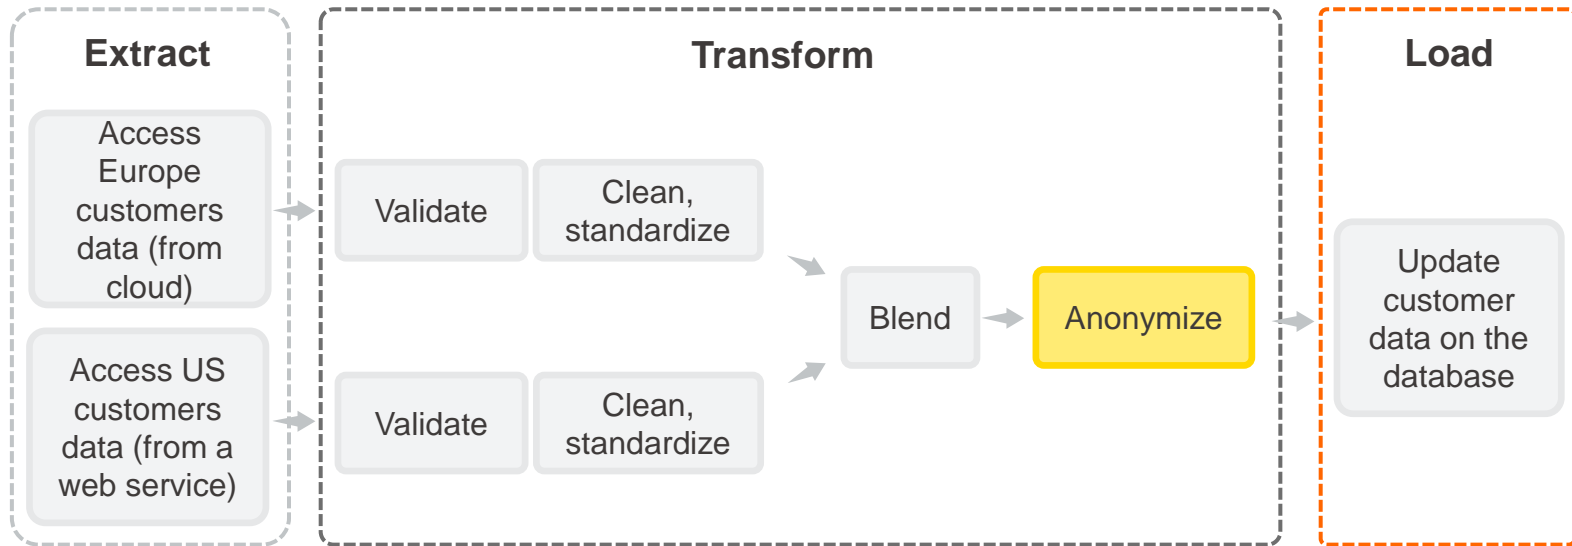 Extract
Access
Europe
customers
data (from
cloud)
Access US
customers
data (from a
web service)
Transform
Validate
Clean,
standardize
Validate
Clean,
standardize
Blend
Anonymize
Load
Update
customer
data on the
database